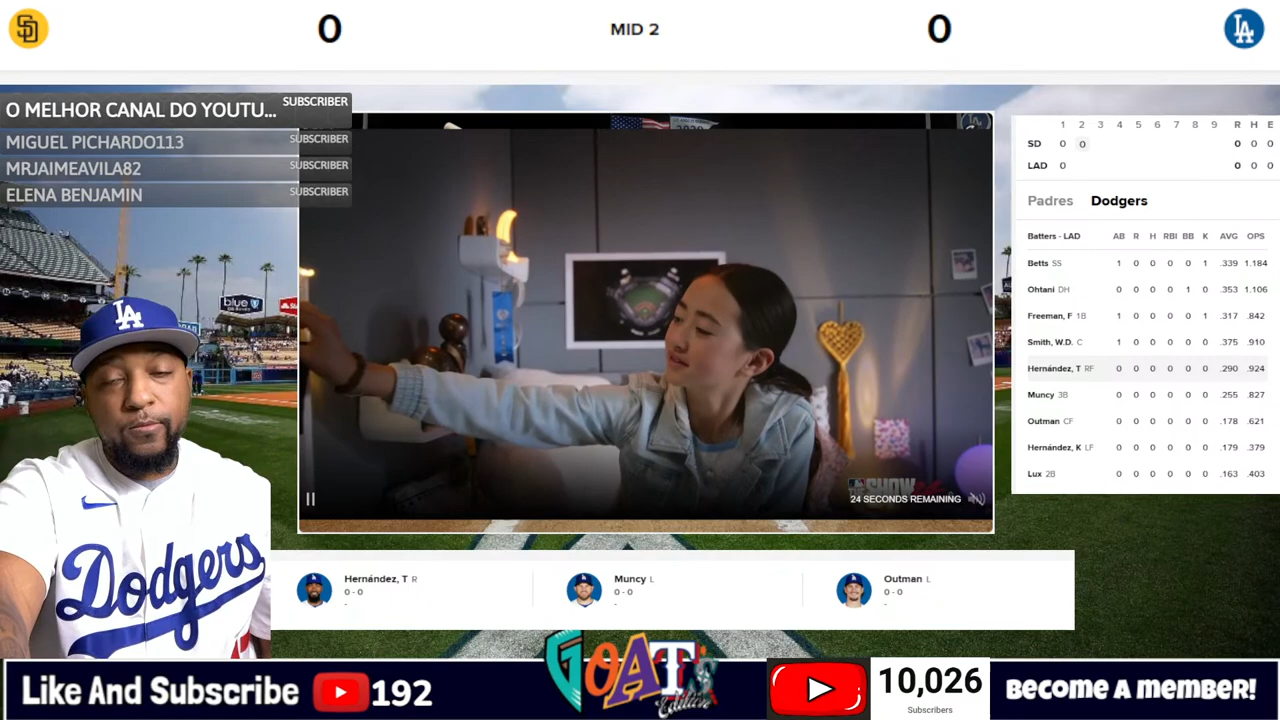 SD
0
MID 2
0
LA
O MELHOR CANAL DO YOUTU... SUBSCRIBER
MIGUEL PICHARDO113 SUBSCRIBER
MRJAIMEAVILA82 SUBSCRIBER
ELENA BENJAMIN SUBSCRIBER
1 2 3 4 5 6 7 8 9 R H E
SD 0 0 0 0 0
LAD 0 0 0 0
Padres Dodgers
Batters - LAD AB R H RBI BB K AVG OPS
Betts SS 1 0 0 0 0 1 .339 1.184
Ohtani DH 0 0 0 0 1 0 .353 1.106
Freeman, F 1B 1 0 0 0 0 1 .317 .842
Smith, W.D. C 1 0 0 0 0 0 .375 .910
Hernández, T RF 0 0 0 0 0 0 .290 .924
Muncy 3B 0 0 0 0 0 0 .255 .827
Outman CF 0 0 0 0 0 0 .178 .621
Hernández, K LF 0 0 0 0 0 0 .179 .379
Lux 2B 0 0 0 0 0 0 .163 .403
blue
LA
THE SHOW
24 SECONDS REMAINING
Dodgers
Hernández, T R
0 - 0
-
Muncy L
0 - 0
-
Outman L
0 - 0
-
Like And Subscribe
192
GOAT
Edition
10,026
Subscribers
BECOME A MEMBER!